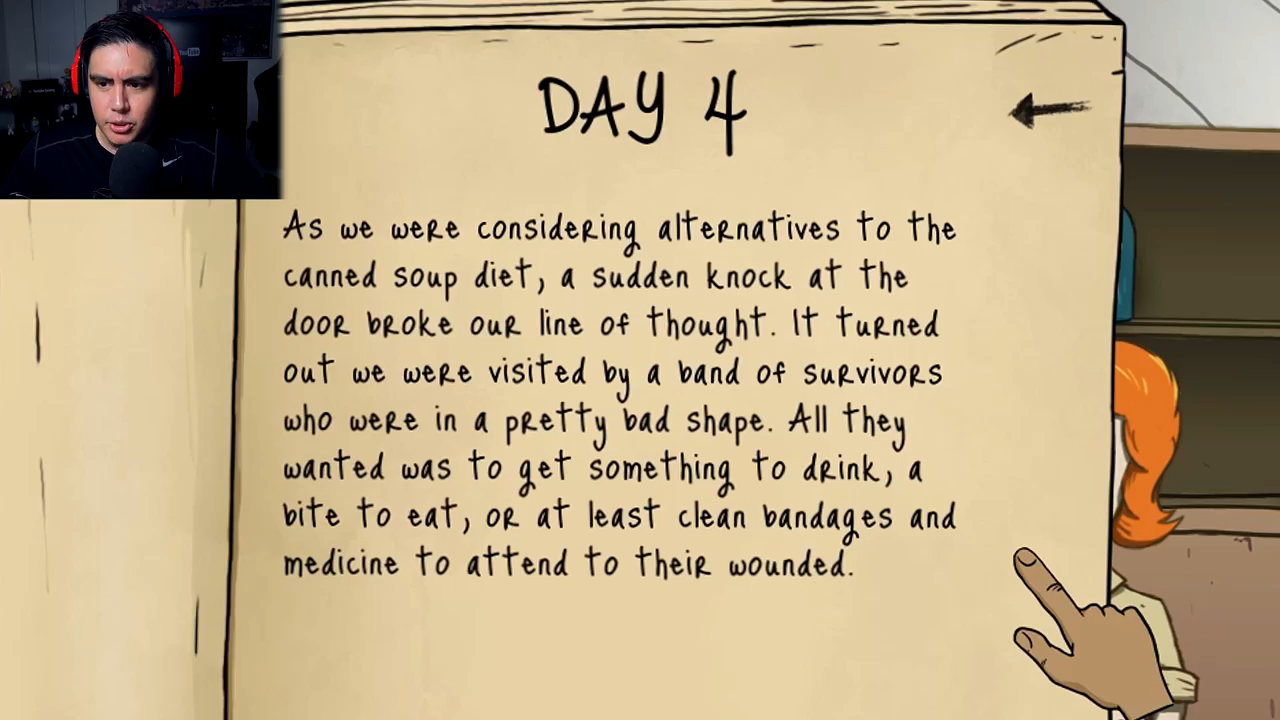 DAY 4
As we were considering alternatives to the
canned soup diet, a sudden knock at the
door broke our line of thought. It turned
out we were visited by a band of survivors
who were in a pretty bad shape. All they
wanted was to get something to drink, a
bite to eat, or at least clean bandages and
medicine to attend to their wounded.